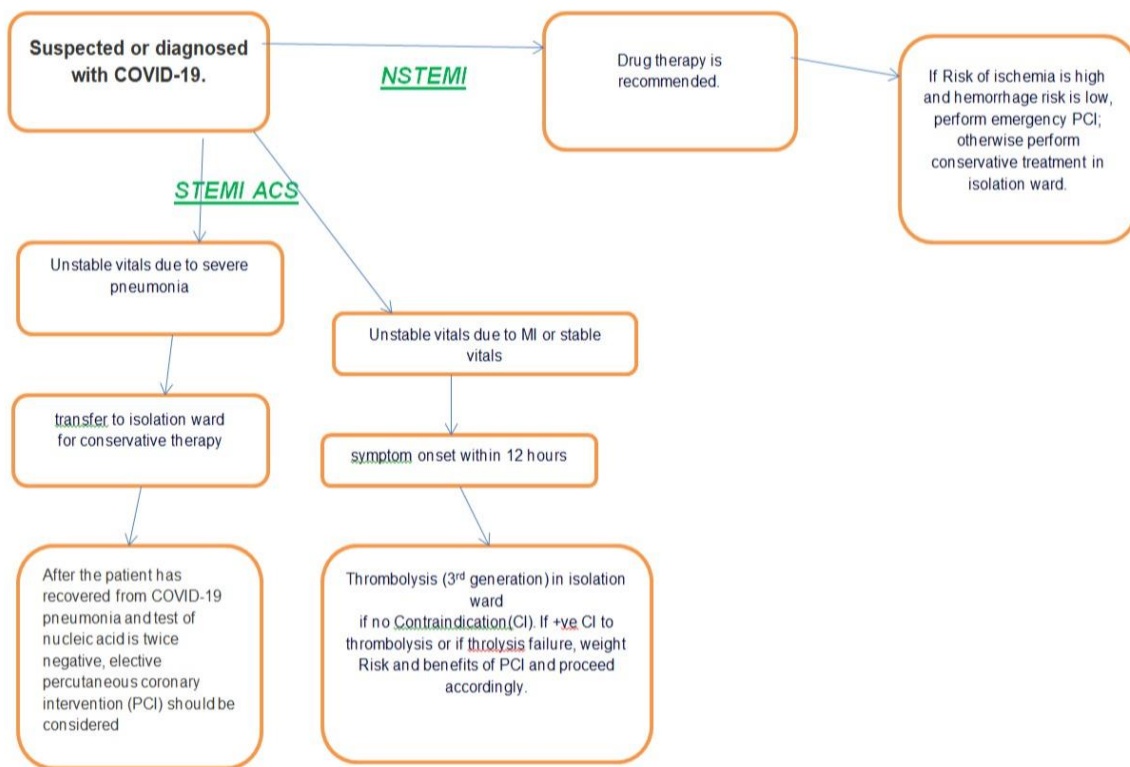 Suspected or diagnosed
with COVID-19.
NSTEMI
Drug therapy is
recommended.
If Risk of ischemia is high
and hemorrhage risk is low,
perform emergency PCI;
otherwise perform
conservative treatment in
isolation ward.
STEMI ACS
Unstable vitals due to severe
pneumonia
Unstable vitals due to MI or stable
vitals
transfer to isolation ward
for conservative therapy
symptom onset within 12 hours
After the patient has
recovered from COVID-19
pneumonia and test of
nucleic acid is twice
negative, elective
percutaneous coronary
intervention (PCI) should be
considered
Thrombolysis (3rd generation) in isolation
ward
if no Contraindication(CI). If +ve CI to
thrombolysis or if throlysis failure, weight
Risk and benefits of PCI and proceed
accordingly.